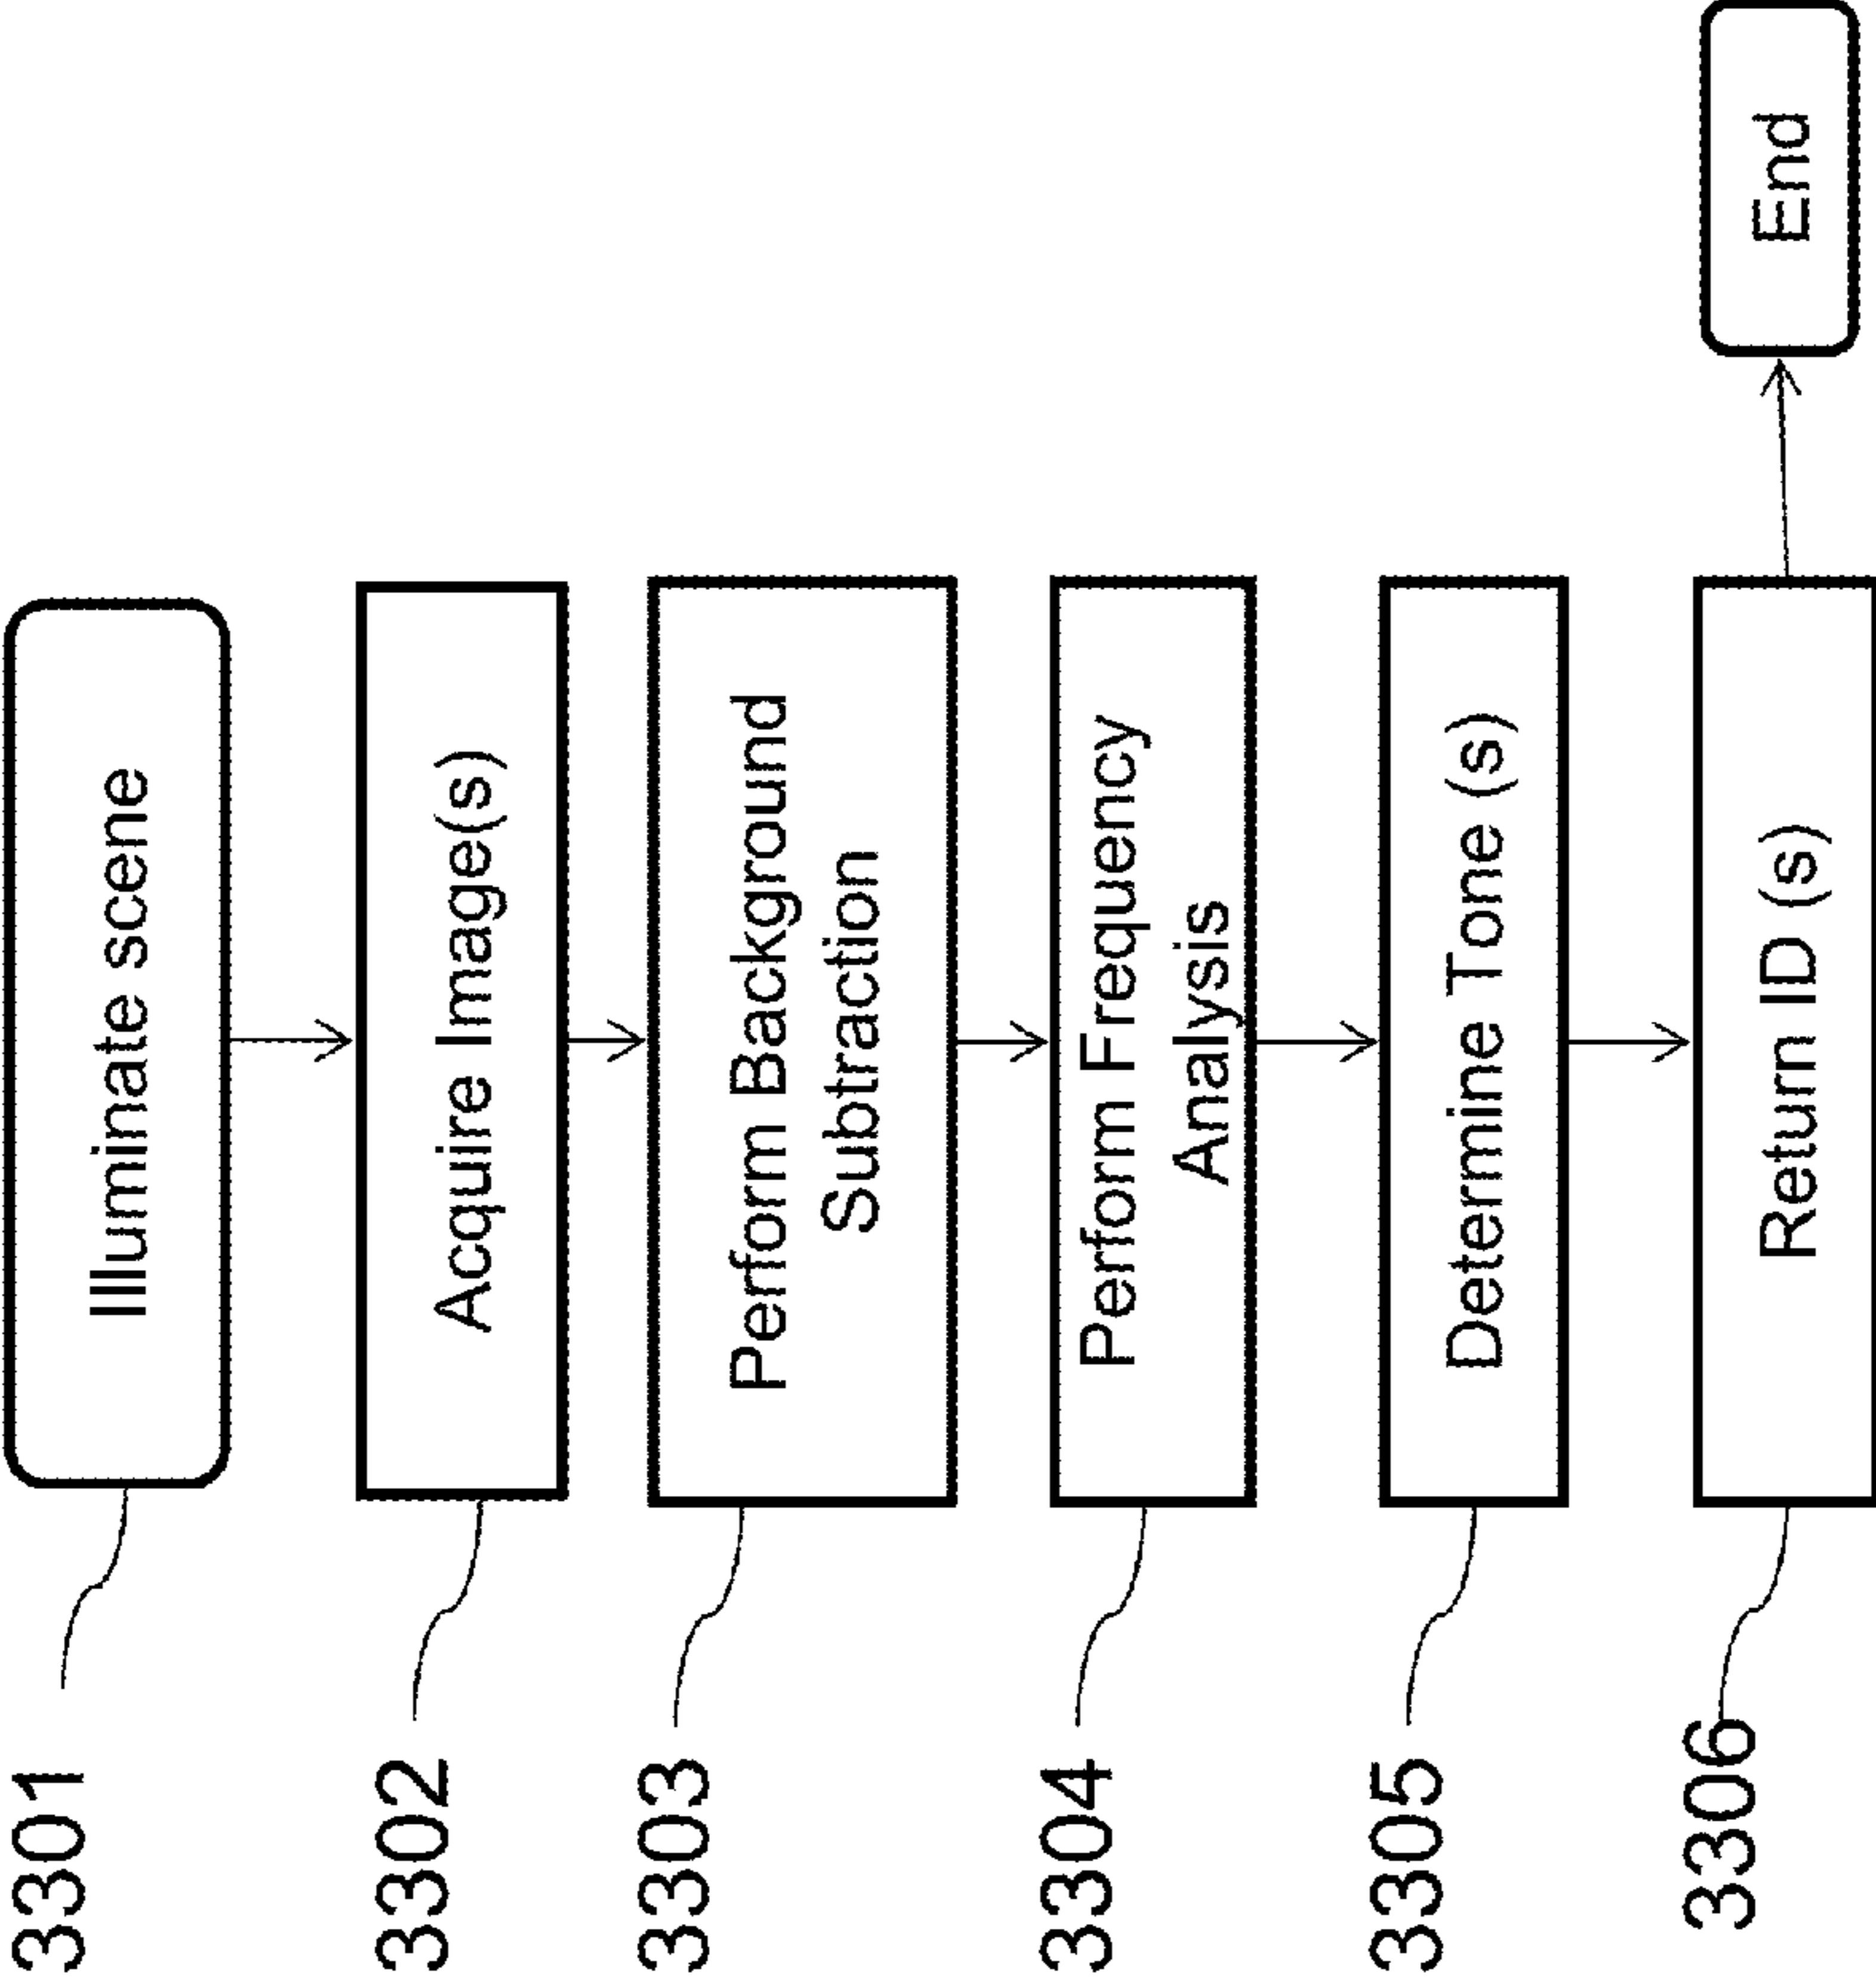 3301
Illuminate scene
3302
Acquire Image(s)
3303
Perform Background
Subtraction
3304
Perform Frequency
Analysis
3305
Determine Tone (s)
3306
Return ID (s)
End